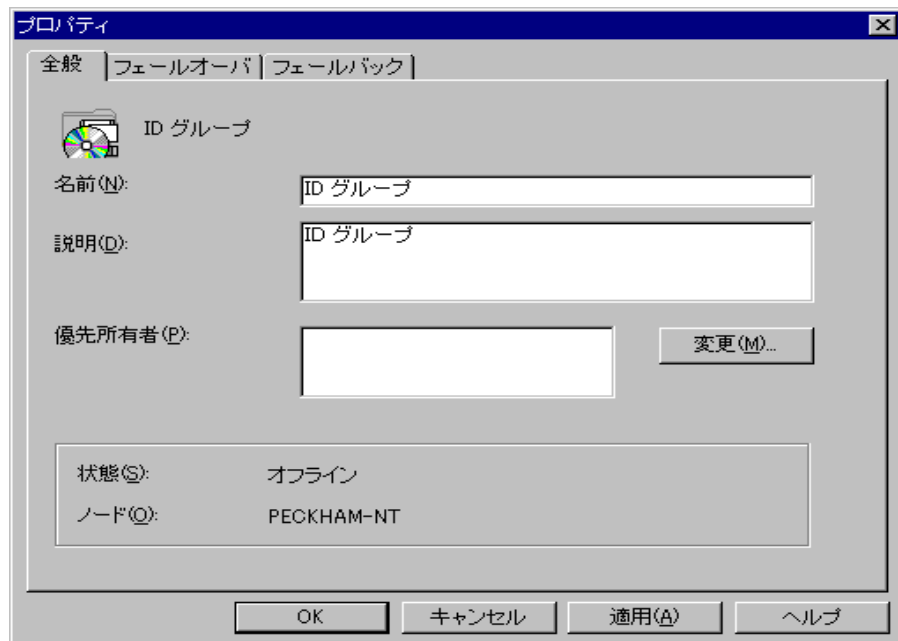 プロパティ
全般 フェールオーバ フェールバック
ID グループ
名前(N): ID グループ
説明(D): ID グループ
優先所有者(P): 変更(M)...
状態(S): オフライン
ノード(O): PECKHAM-NT
OK キャンセル 適用(A) ヘルプ